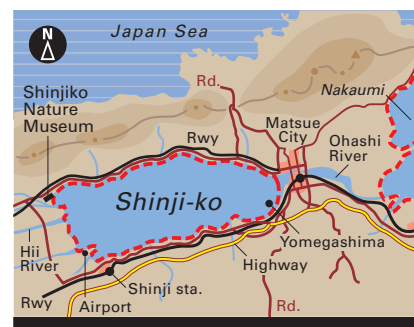 Japan Sea
N
Rd.
Shinjiko
Nature
Museum
Nakaumi
Matsue
City
Rwy
Ohashi
River
Shinji-ko
Hii
River
Yomegashima
Highway
Shinji sta.
Rwy
Airport
Rd.